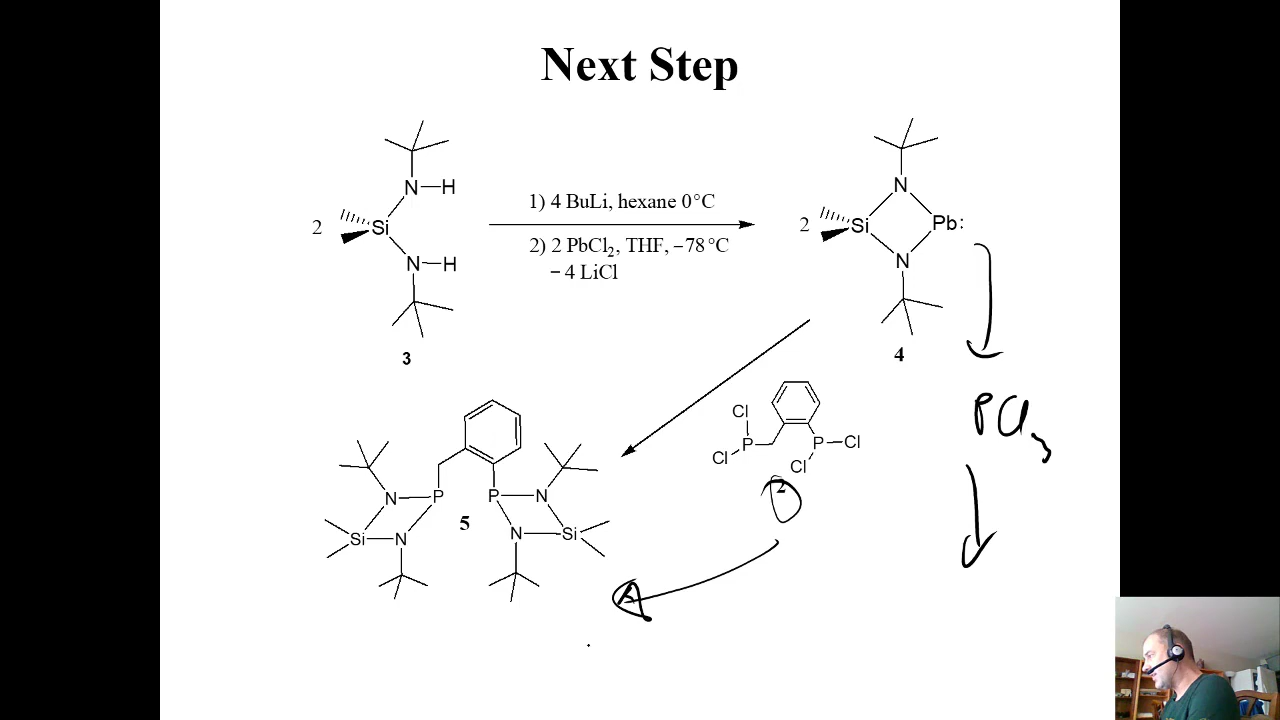 Next Step
2
Si
N
H
N
H
3
1) 4 BuLi, hexane 0°C
2) 2 PbCl₂, THF, −78 °C
− 4 LiCl
2
Si
N
Pb:
N
4
PCl₃
Cl
P
Cl
P
Cl
Cl
2
N
P
P
N
5
Si
N
N
Si